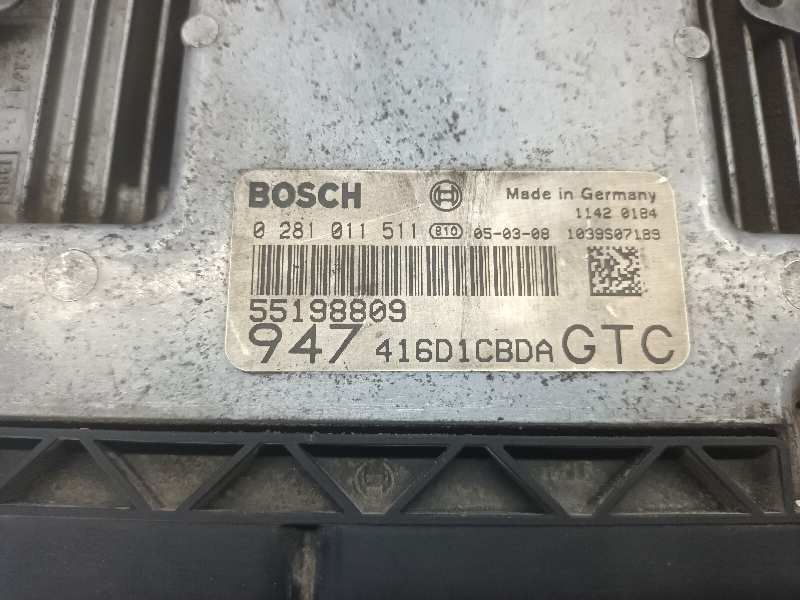 BOSCH Made in Germany
1142 0184
0 281 011 511 810 05-03-08 1039S07189
55198809
947 416D1CBDA GTC